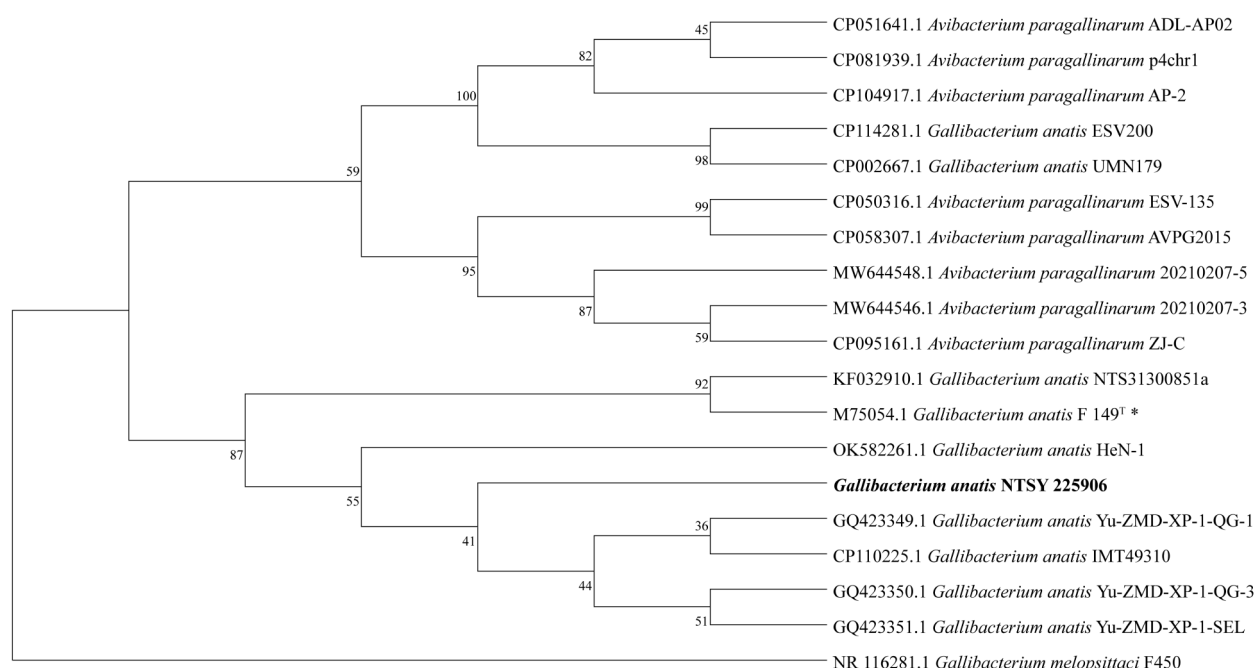 CP051641.1 Avibacterium paragallinarum ADL-AP02
45
CP081939.1 Avibacterium paragallinarum p4chr1
82
CP104917.1 Avibacterium paragallinarum AP-2
100
CP114281.1 Gallibacterium anatis ESV200
98
CP002667.1 Gallibacterium anatis UMN179
59
CP050316.1 Avibacterium paragallinarum ESV-135
99
CP058307.1 Avibacterium paragallinarum AVPG2015
95
MW644548.1 Avibacterium paragallinarum 20210207-5
87
MW644546.1 Avibacterium paragallinarum 20210207-3
59
CP095161.1 Avibacterium paragallinarum ZJ-C
KF032910.1 Gallibacterium anatis NTS31300851a
92
M75054.1 Gallibacterium anatis F 149ᵀ *
87
OK582261.1 Gallibacterium anatis HeN-1
55
Gallibacterium anatis NTSY 225906
41
GQ423349.1 Gallibacterium anatis Yu-ZMD-XP-1-QG-1
36
CP110225.1 Gallibacterium anatis IMT49310
44
GQ423350.1 Gallibacterium anatis Yu-ZMD-XP-1-QG-3
51
GQ423351.1 Gallibacterium anatis Yu-ZMD-XP-1-SEL
NR 116281.1 Gallibacterium melopsittaci F450